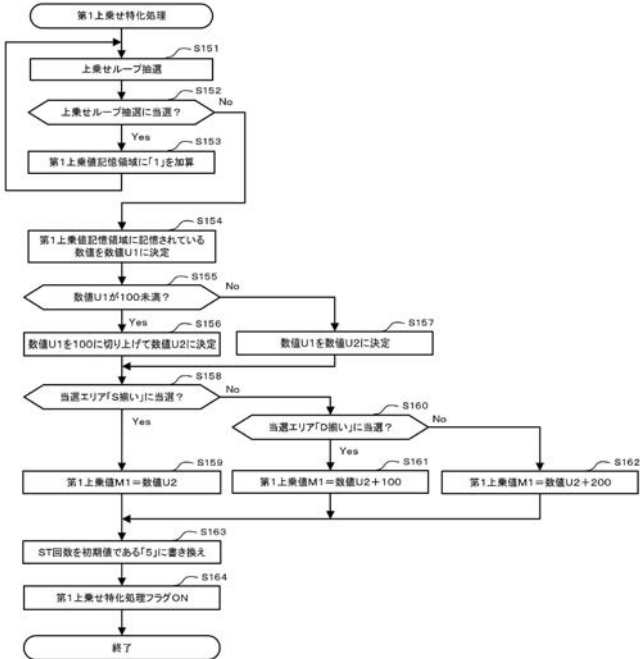 第1上乗せ特化処理
S151
上乗せループ抽選
S152
上乗せループ抽選に当選？
No
Yes
S153
第1上乗値記憶領域に「1」を加算
S154
第1上乗値記憶領域に記憶されている
数値を数値U1に決定
S155
数値U1が100未満？
No
Yes
S156
数値U1を100に切り上げて数値U2に決定
S157
数値U1を数値U2に決定
S158
当選エリア「S揃い」に当選？
No
Yes
S160
当選エリア「D揃い」に当選？
No
Yes
S159
第1上乗値M1＝数値U2
S161
第1上乗値M1＝数値U2＋100
S162
第1上乗値M1＝数値U2＋200
S163
ST回数を初期値である「5」に書き換え
S164
第1上乗せ特化処理フラグON
終了